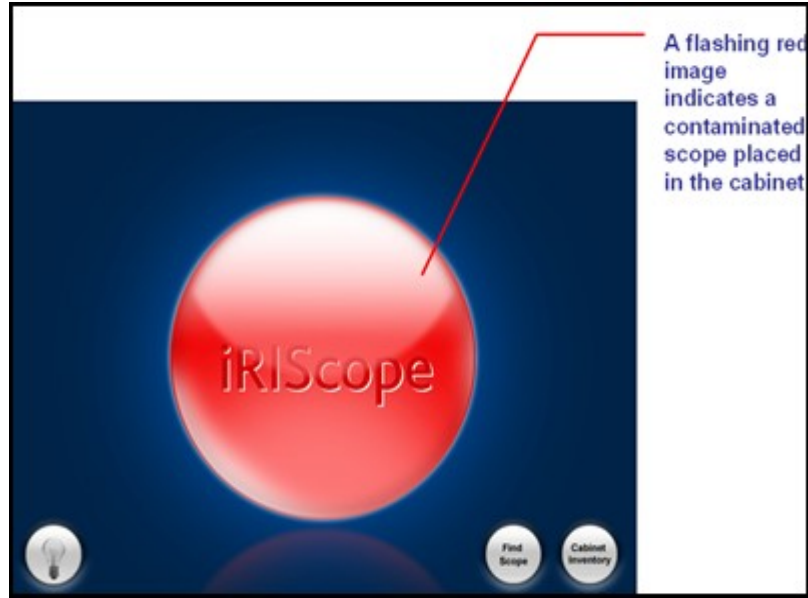 A flashing red
image
indicates a
contaminated
scope placed
in the cabinet
iRIScope
Find
Scope
Cabinet
Inventory